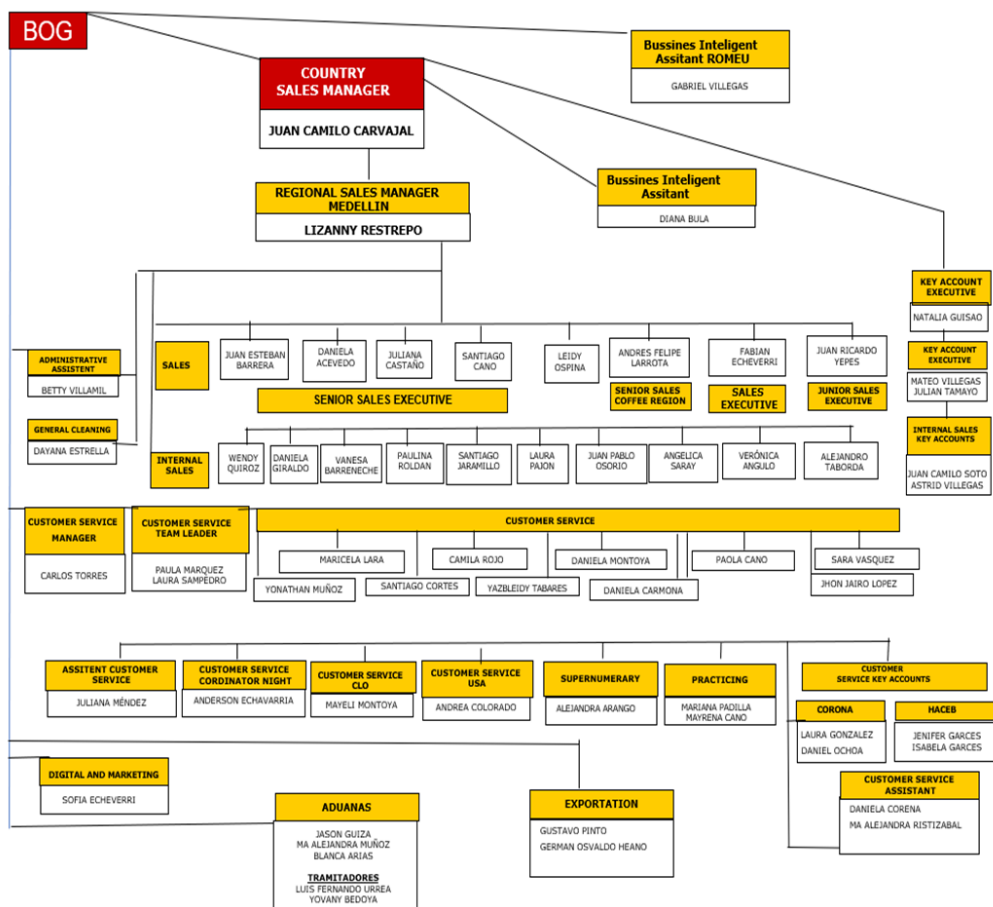 BOG
Bussines Inteligent
Assitant ROMEU
GABRIEL VILLEGAS
COUNTRY
SALES MANAGER
JUAN CAMILO CARVAJAL
Bussines Inteligent
Assitant
DIANA BULA
REGIONAL SALES MANAGER
MEDELLIN
LIZANNY RESTREPO
KEY ACCOUNT
EXECUTIVE
NATALIA GUISAO
KEY ACCOUNT
EXECUTIVE
MATEO VILLEGAS
JULIAN TAMAYO
INTERNAL SALES
KEY ACCOUNTS
JUAN CAMILO SOTO
ASTRID VILLEGAS
ADMINISTRATIVE
ASSISTENT
BETTY VILLAMIL
GENERAL CLEANING
DAYANA ESTRELLA
SALES
JUAN ESTEBAN
BARRERA
DANIELA
ACEVEDO
JULIANA
CASTAÑO
SANTIAGO
CANO
LEIDY
OSPINA
ANDRES FELIPE
LARROTA
FABIAN
ECHEVERRI
JUAN RICARDO
YEPES
SENIOR SALES EXECUTIVE
SENIOR SALES
COFFEE REGION
SALES
EXECUTIVE
JUNIOR SALES
EXECUTIVE
INTERNAL
SALES
WENDY
QUIROZ
DANIELA
GIRALDO
VANESA
BARRENECHE
PAULINA
ROLDAN
SANTIAGO
JARAMILLO
LAURA
PAJON
JUAN PABLO
OSORIO
ANGELICA
SARAY
VERÓNICA
ANGULO
ALEJANDRO
TABORDA
CUSTOMER SERVICE
MANAGER
CARLOS TORRES
CUSTOMER SERVICE
TEAM LEADER
PAULA MARQUEZ
LAURA SAMPEDRO
CUSTOMER SERVICE
MARICELA LARA
CAMILA ROJO
DANIELA MONTOYA
PAOLA CANO
SARA VASQUEZ
YONATHAN MUÑOZ
SANTIAGO CORTES
YAZBLEIDY TABARES
DANIELA CARMONA
JHON JAIRO LOPEZ
ASSITENT CUSTOMER
SERVICE
JULIANA MÉNDEZ
CUSTOMER SERVICE
CORDINATOR NIGHT
ANDERSON ECHAVARRIA
CUSTOMER SERVICE
CLO
MAYELI MONTOYA
CUSTOMER SERVICE
USA
ANDREA COLORADO
SUPERNUMERARY
ALEJANDRA ARANGO
PRACTICING
MARIANA PADILLA
MAYRENA CANO
CUSTOMER
SERVICE KEY ACCOUNTS
CORONA
LAURA GONZALEZ
DANIEL OCHOA
HACEB
JENIFER GARCES
ISABELA GARCES
CUSTOMER SERVICE
ASSISTANT
DANIELA CORENA
MA ALEJANDRA RISTIZABAL
DIGITAL AND MARKETING
SOFIA ECHEVERRI
ADUANAS
JASON GUIZA
MA ALEJANDRA MUÑOZ
BLANCA ARIAS
TRAMITADORES
LUIS FERNANDO URREA
YOVANY BEDOYA
EXPORTATION
GUSTAVO PINTO
GERMAN OSVALDO HEANO